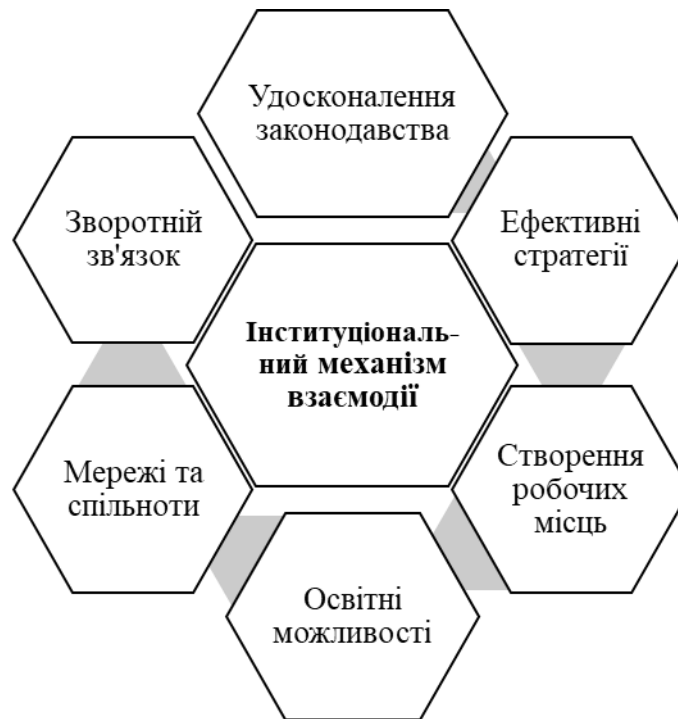 Удосконалення
законодавства
Зворотній
зв'язок
Ефективні
стратегії
Інституціональ-
ний механізм
взаємодії
Мережі та
спільноти
Створення
робочих
місць
Освітні
можливості